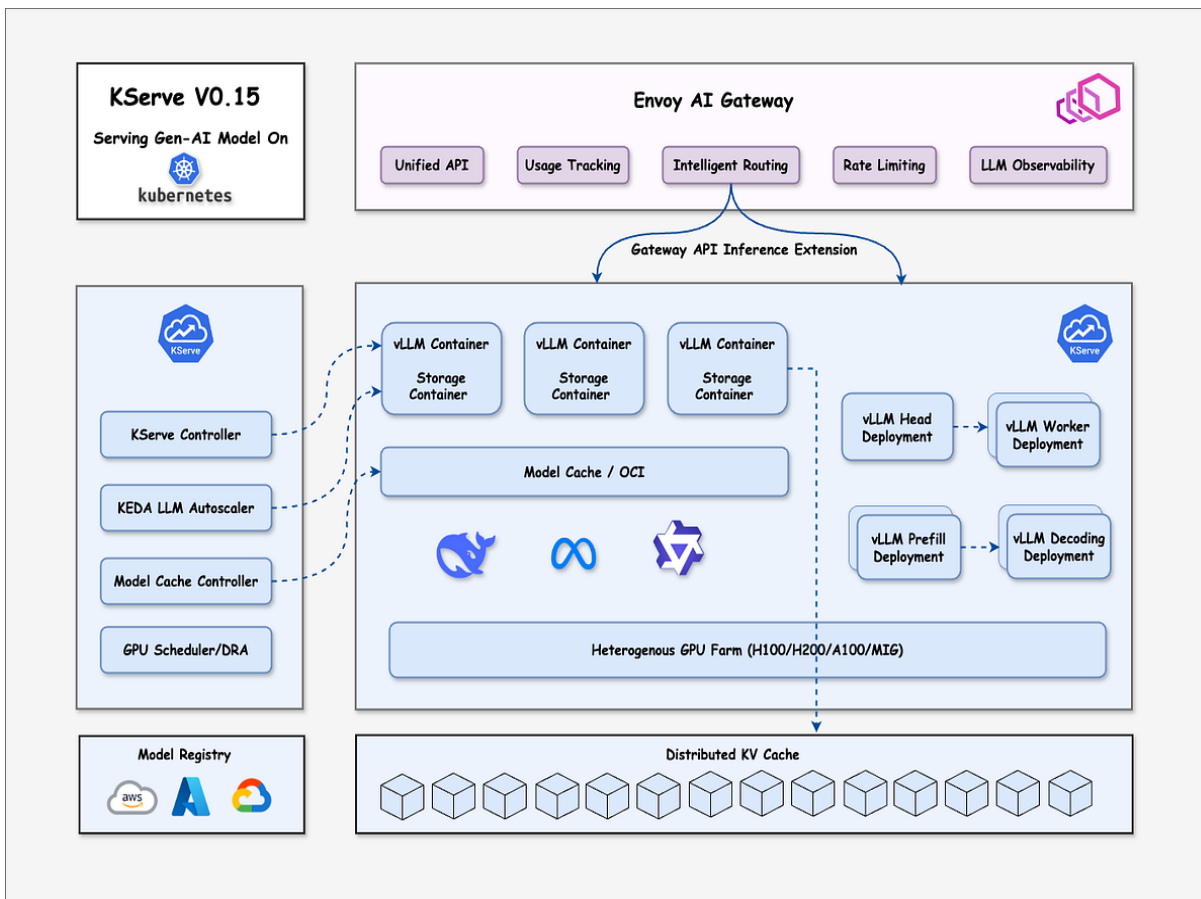 KServe V0.15
Serving Gen-AI Model On
kubernetes
Envoy AI Gateway
Unified API
Usage Tracking
Intelligent Routing
Rate Limiting
LLM Observability
Gateway API Inference Extension
KServe
KServe Controller
KEDA LLM Autoscaler
Model Cache Controller
GPU Scheduler/DRA
KServe
vLLM Container
Storage
Container
vLLM Container
Storage
Container
vLLM Container
Storage
Container
Model Cache / OCI
vLLM Head
Deployment
vLLM Worker
Deployment
vLLM Prefill
Deployment
vLLM Decoding
Deployment
Heterogenous GPU Farm (H100/H200/A100/MIG)
Model Registry
aws
Distributed KV Cache